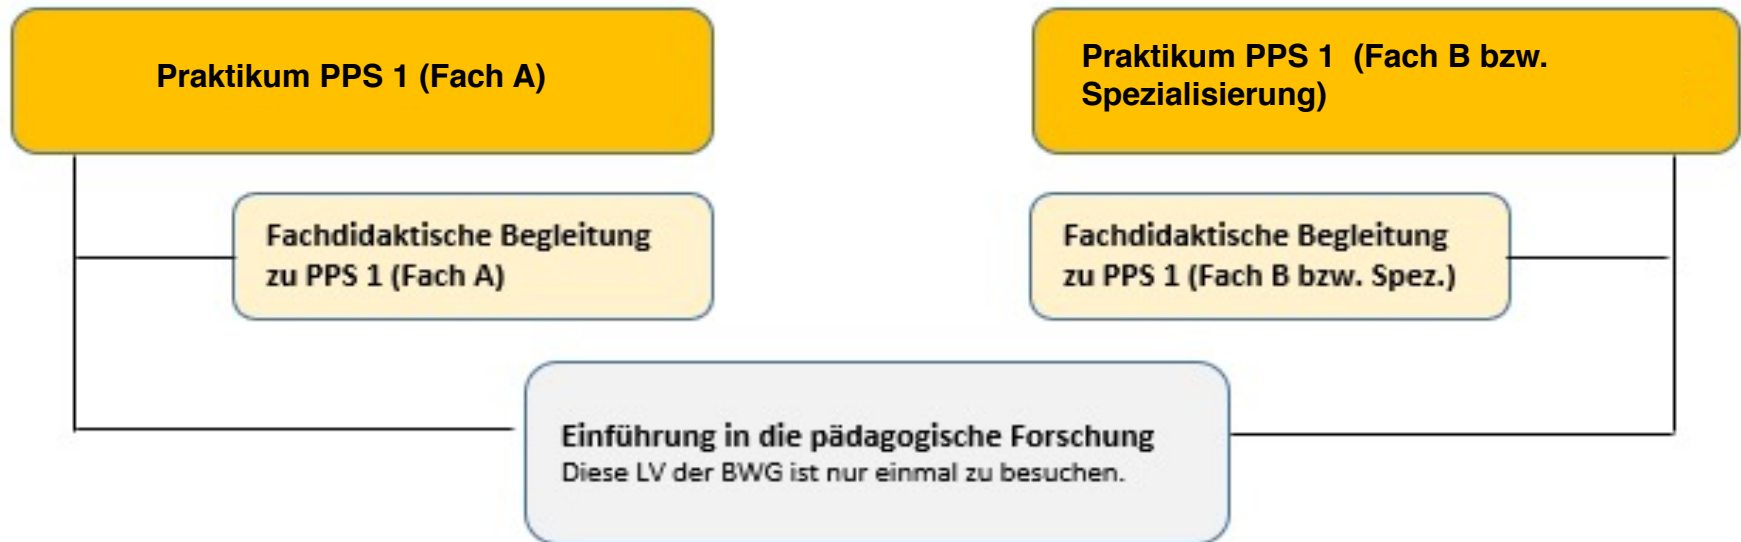 Praktikum PPS 1 (Fach A)
Praktikum PPS 1 (Fach B bzw.
Spezialisierung)
Fachdidaktische Begleitung
zu PPS 1 (Fach A)
Fachdidaktische Begleitung
zu PPS 1 (Fach B bzw. Spez.)
Einführung in die pädagogische Forschung
Diese LV der BWG ist nur einmal zu besuchen.